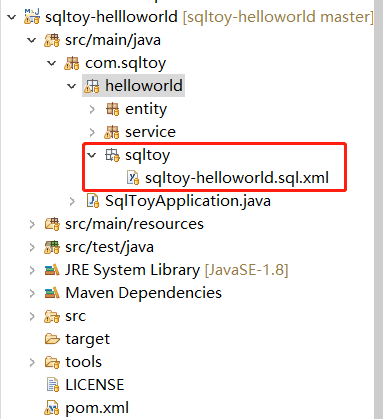 sqltoy-hellloworld [sqltoy-helloworld master]
src/main/java
com.sqltoy
helloworld
entity
service
sqltoy
sqltoy-helloworld.sql.xml
SqlToyApplication.java
src/main/resources
src/test/java
JRE System Library [JavaSE-1.8]
Maven Dependencies
src
target
tools
LICENSE
pom.xml